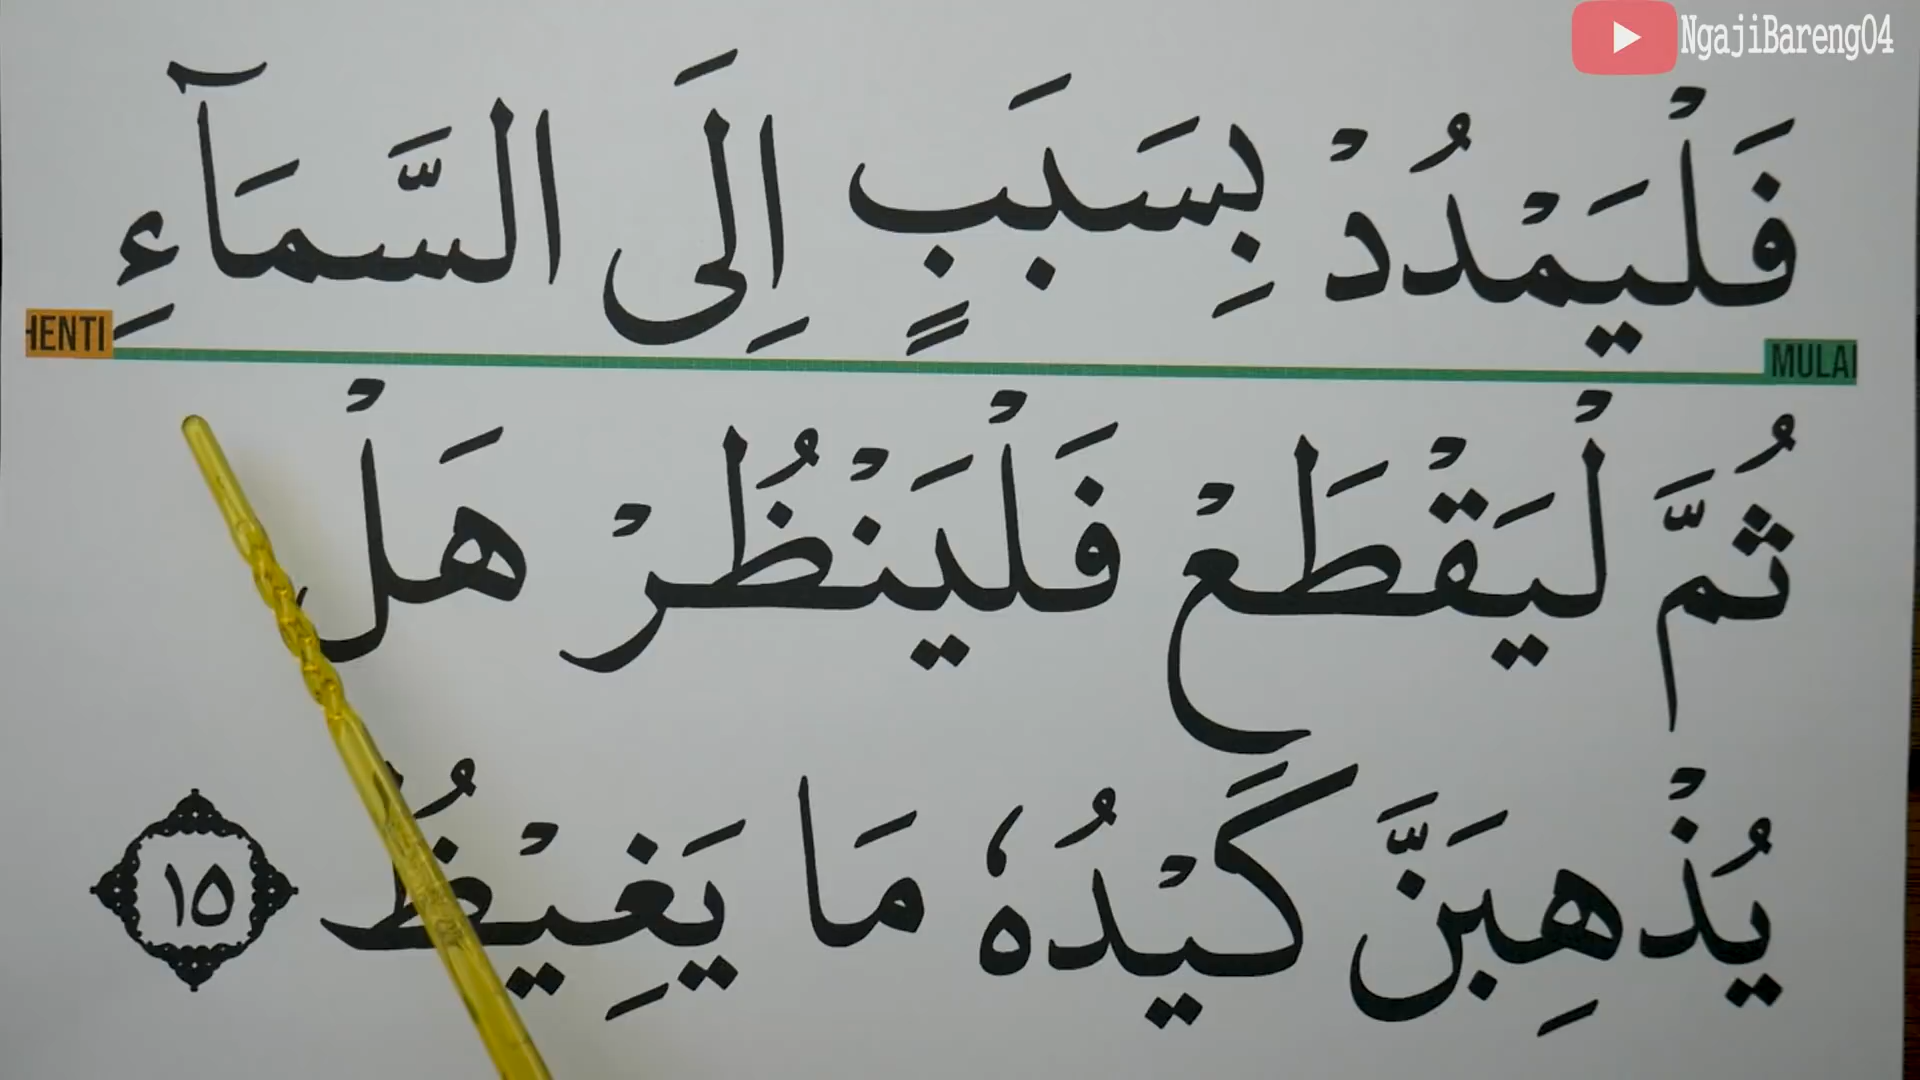 NgajiBareng04
فَلْيَمْدُدْ بِسَبَبٍ اِلَى السَّمَآءِ
HENTI MULAI
ثُمَّ لْيَقْطَعْ فَلْيَنْظُرْ هَلْ
يُذْهِبَنَّ كَيْدُهٗ مَا يَغِيْظُ ١٥